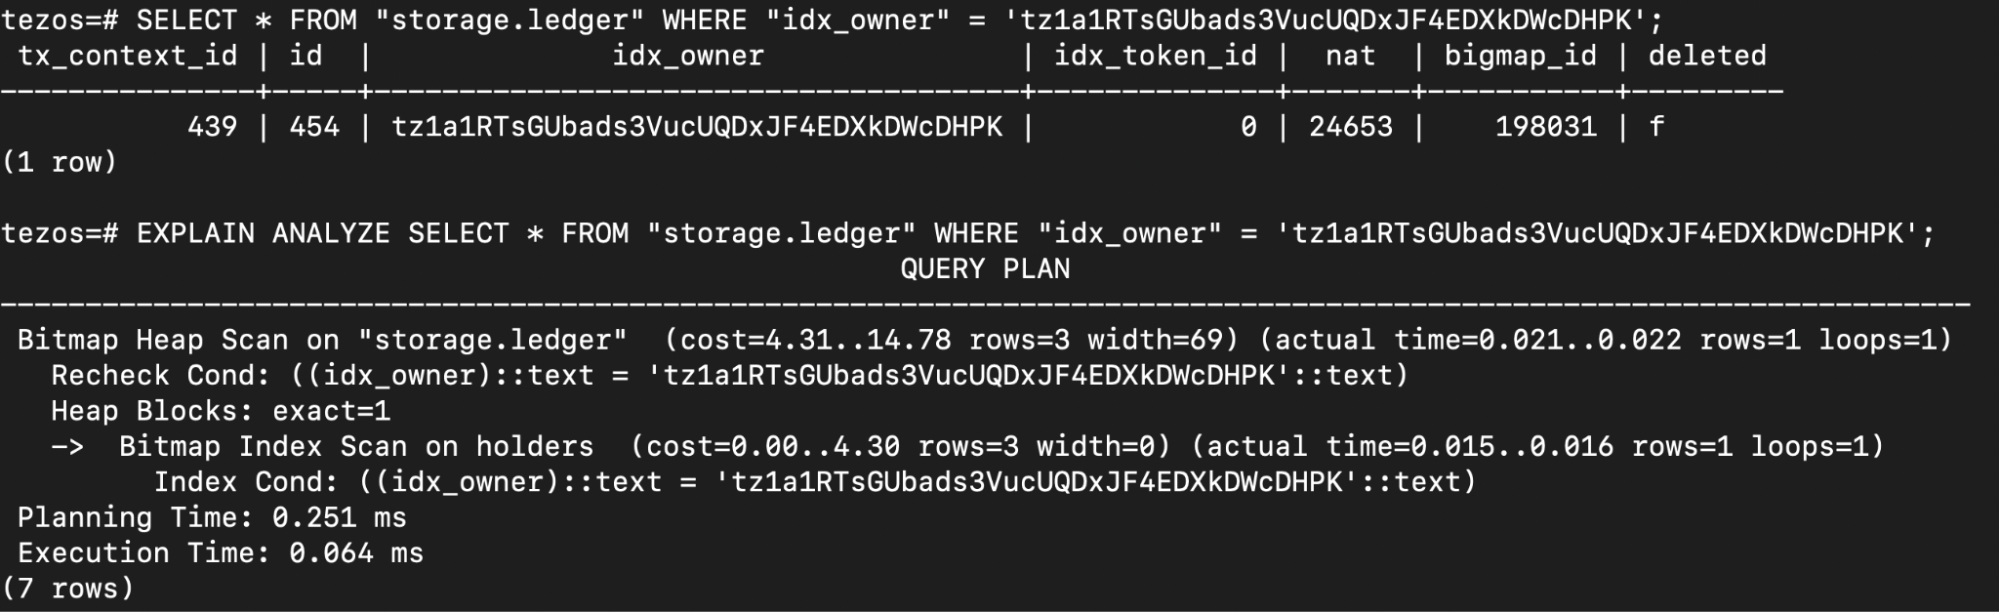 tezos=# SELECT * FROM "storage.ledger" WHERE "idx_owner" = 'tz1a1RTsGUbads3VucUQDxJF4EDXkDWcDHPK';
 tx_context_id | id  |              idx_owner               | idx_token_id |  nat  | bigmap_id | deleted
---------------+-----+--------------------------------------+--------------+-------+-----------+---------
           439 | 454 | tz1a1RTsGUbads3VucUQDxJF4EDXkDWcDHPK |            0 | 24653 |    198031 | f
(1 row)

tezos=# EXPLAIN ANALYZE SELECT * FROM "storage.ledger" WHERE "idx_owner" = 'tz1a1RTsGUbads3VucUQDxJF4EDXkDWcDHPK';
                                                     QUERY PLAN
--------------------------------------------------------------------------------------------------------------------
 Bitmap Heap Scan on "storage.ledger"  (cost=4.31..14.78 rows=3 width=69) (actual time=0.021..0.022 rows=1 loops=1)
   Recheck Cond: ((idx_owner)::text = 'tz1a1RTsGUbads3VucUQDxJF4EDXkDWcDHPK'::text)
   Heap Blocks: exact=1
   ->  Bitmap Index Scan on holders  (cost=0.00..4.30 rows=3 width=0) (actual time=0.015..0.016 rows=1 loops=1)
         Index Cond: ((idx_owner)::text = 'tz1a1RTsGUbads3VucUQDxJF4EDXkDWcDHPK'::text)
 Planning Time: 0.251 ms
 Execution Time: 0.064 ms
(7 rows)